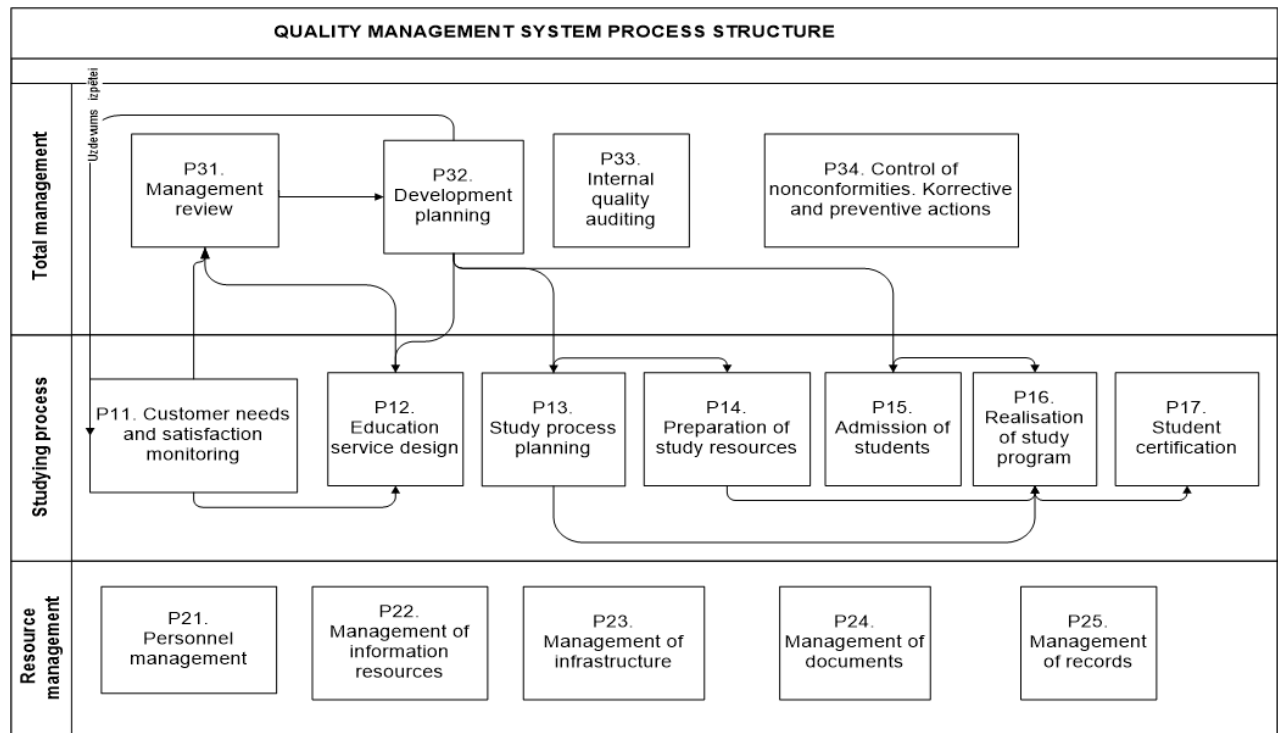 QUALITY MANAGEMENT SYSTEM PROCESS STRUCTURE
Uzdevums izpētei
Total management
P31.
Management
review
P32.
Development
planning
P33.
Internal
quality
auditing
P34. Control of
nonconformities. Korrective
and preventive actions
Studying process
P11. Customer needs
and satisfaction
monitoring
P12.
Education
service design
P13.
Study process
planning
P14.
Preparation of
study resources
P15.
Admission of
students
P16.
Realisation
of study
program
P17.
Student
certification
Resource
management
P21.
Personnel
management
P22.
Management of
information
resources
P23.
Management of
infrastructure
P24.
Management of
documents
P25.
Management
of records